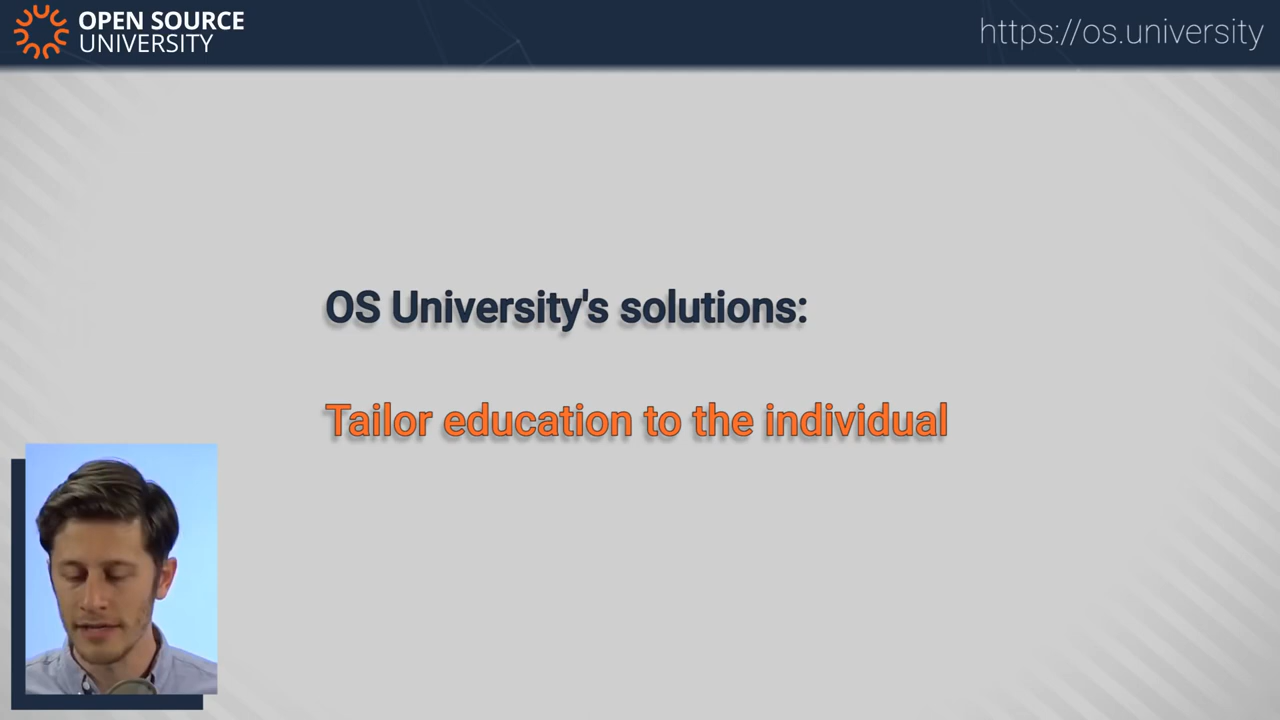 OPEN SOURCE
UNIVERSITY
https://os.university
OS University's solutions:
Tailor education to the individual